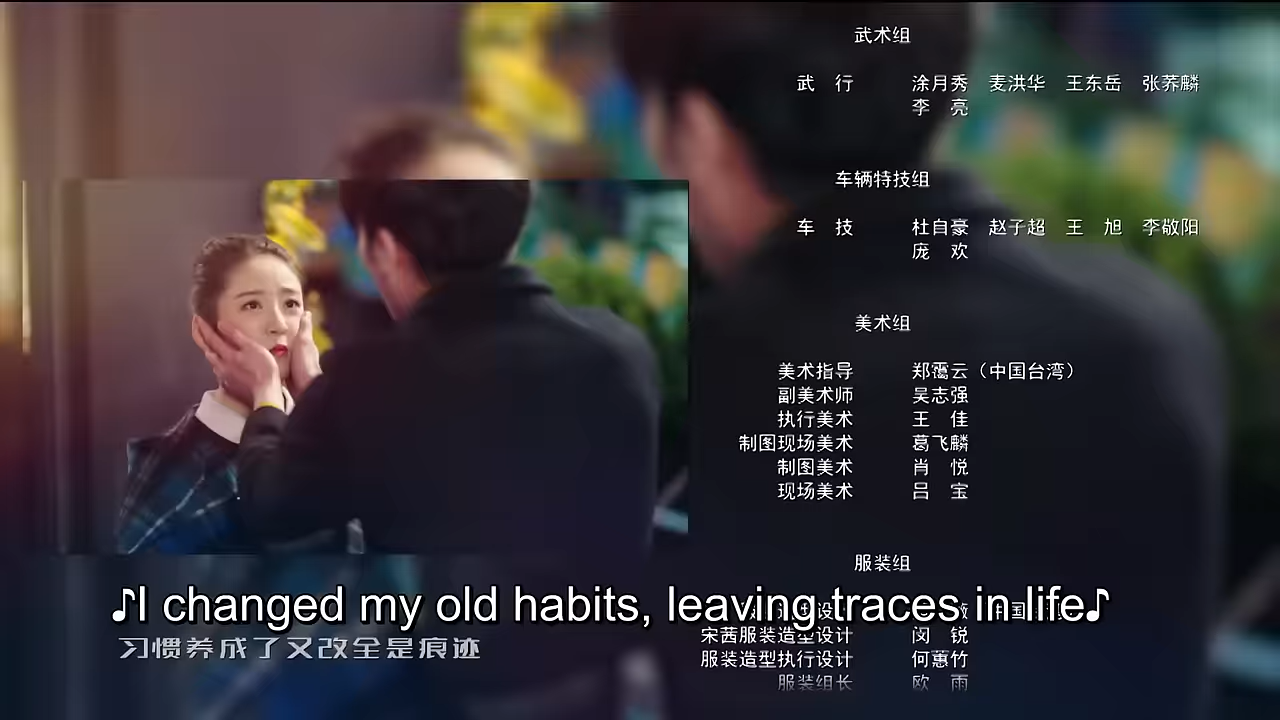 武术组
武 行 涂月秀 麦洪华 王东岳 张荞麟
李 亮
车辆特技组
车 技 杜自豪 赵子超 王 旭 李敬阳
庞 欢
美术组
美术指导 郑霭云（中国台湾）
副美术师 吴志强
执行美术 王 佳
制图现场美术 葛飞麟
制图美术 肖 悦
现场美术 吕 宝
服装组
♪I changed my old habits, leaving traces in life♪
宋茜服装造型设计 闵 锐
习惯养成了又改全是痕迹
服装造型执行设计 何蕙竹
服装组长 欧 雨